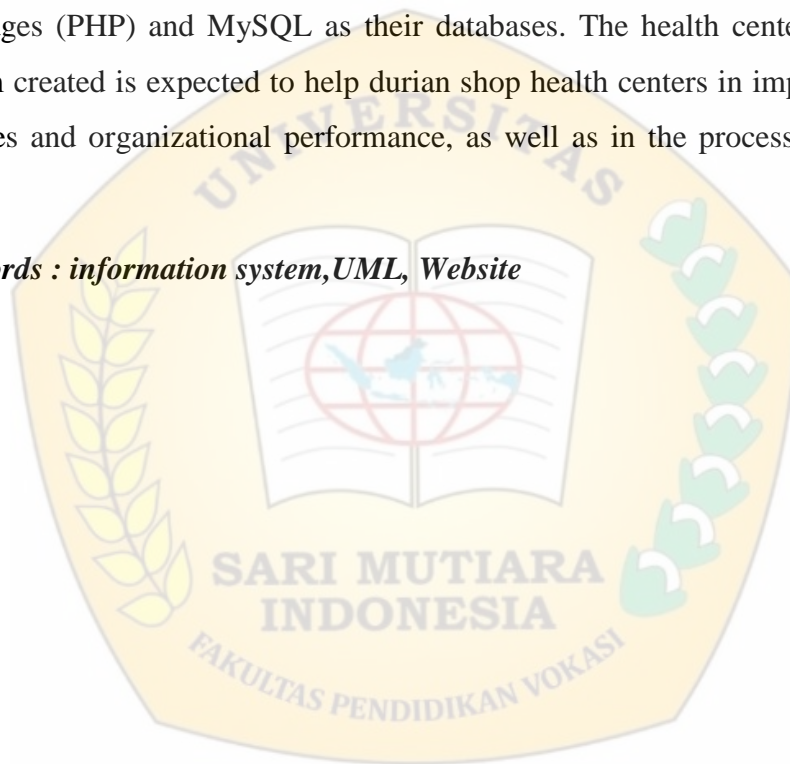 ges (PHP) and MySQL as their databases. The health cente
n created is expected to help durian shop health centers in imp
es and organizational performance, as well as in the process
rds : information system,UML, Website
UNIVERSITAS
SARI MUTIARA
INDONESIA
FAKULTAS PENDIDIKAN VOKASI